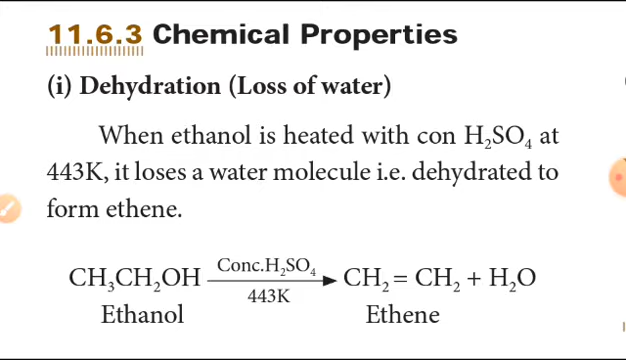 11.6.3 Chemical Properties
(i) Dehydration (Loss of water)
When ethanol is heated with con H₂SO₄ at
443K, it loses a water molecule i.e. dehydrated to
form ethene.
Conc.H₂SO₄
CH₃CH₂OH ⟶ CH₂ = CH₂ + H₂O
443K
Ethanol Ethene